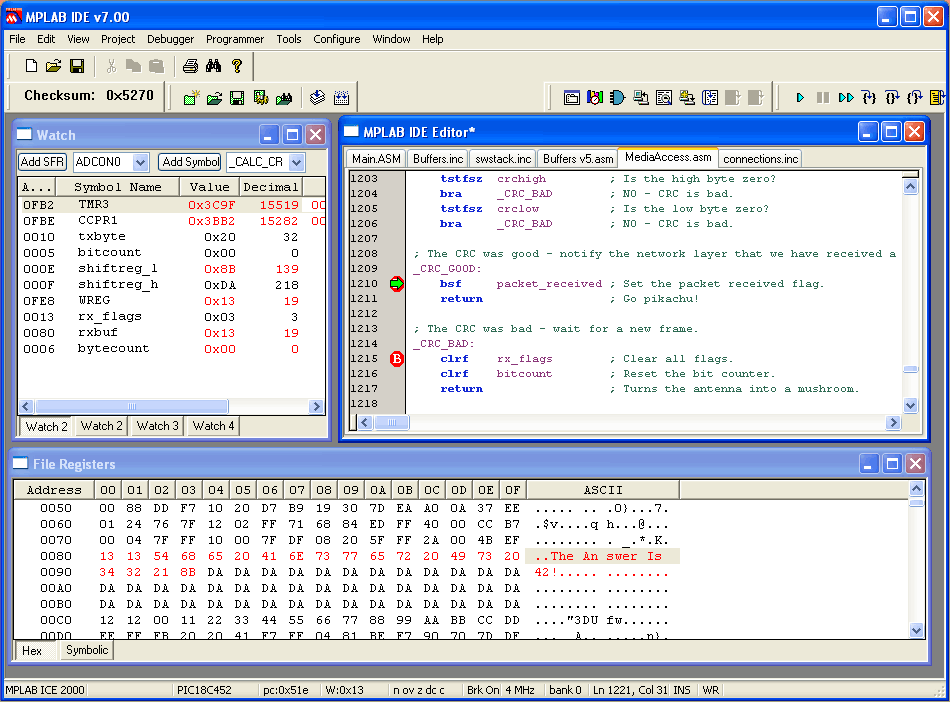 MPLAB IDE v7.00
File Edit View Project Debugger Programmer Tools Configure Window Help
Checksum: 0x5270
Watch
Add SFR ADCON0 Add Symbol _CALC_CR
A... Symbol Name Value Decimal
0FB2 TMR3 0x3C9F 15519 00
0FBE CCPR1 0x3BB2 15282 00
0010 txbyte 0x20 32
0005 bitcount 0x00 0
000E shiftreg_l 0x8B 139
000F shiftreg_h 0xDA 218
0FE8 WREG 0x13 19
0013 rx_flags 0x03 3
0080 rxbuf 0x13 19
0006 bytecount 0x00 0
Watch 2 Watch 2 Watch 3 Watch 4
MPLAB IDE Editor*
Main.ASM Buffers.inc swstack.inc Buffers v5.asm MediaAccess.asm connections.inc
1203 tstfsz crchigh ; Is the high byte zero?
1204 bra _CRC_BAD ; NO - CRC is bad.
1205 tstfsz crclow ; Is the low byte zero?
1206 bra _CRC_BAD ; NO - CRC is bad.
1207
1208 ; The CRC was good - notify the network layer that we have received a
1209 _CRC_GOOD:
1210 bsf packet_received ; Set the packet received flag.
1211 return ; Go pikachu!
1212
1213 ; The CRC was bad - wait for a new frame.
1214 _CRC_BAD:
1215 B clrf rx_flags ; Clear all flags.
1216 clrf bitcount ; Reset the bit counter.
1217 return ; Turns the antenna into a mushroom.
1218
File Registers
Address 00 01 02 03 04 05 06 07 08 09 0A 0B 0C 0D 0E 0F ASCII
0050 00 88 DD F7 10 20 D7 B9 19 30 7D EA A0 0A 37 EE ..... .. .0}...7.
0060 01 24 76 7F 12 02 FF 71 68 84 ED FF 40 00 CC B7 .$v....q h...@...
0070 00 04 7F FF 10 00 7F DF 08 20 5F FF 2A 00 4B EF ........ . _.*.K.
0080 13 13 54 68 65 20 41 6E 73 77 65 72 20 49 73 20 ..The An swer Is
0090 34 32 21 8B DA DA DA DA DA DA DA DA DA DA DA DA 42!..... ........
00A0 DA DA DA DA DA DA DA DA DA DA DA DA DA DA DA DA ........ ........
00B0 DA DA DA DA DA DA DA DA DA DA DA DA DA DA DA DA ........ ........
00C0 12 12 00 11 22 33 44 55 66 77 88 99 AA BB CC DD ...."3DU fw......
00D0 EE FF FB 20 20 41 F7 FF 04 81 BE F7 90 70 7D DF
Hex Symbolic
MPLAB ICE 2000 PIC18C452 pc:0x51e W:0x13 n ov z dc c Brk On 4 MHz bank 0 Ln 1221, Col 31 INS WR